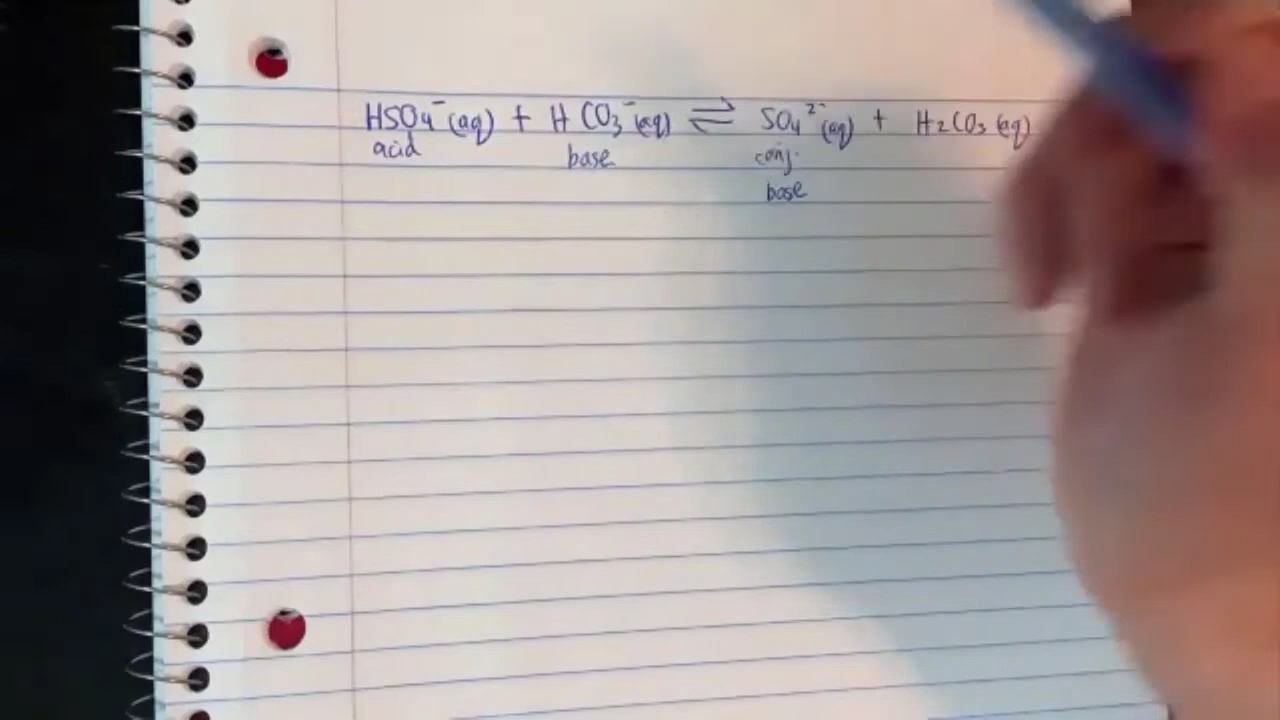 HSO₄⁻(aq) + HCO₃⁻(aq) ⇌ SO₄²⁻(aq) + H₂CO₃(aq)
acid base conj.
base